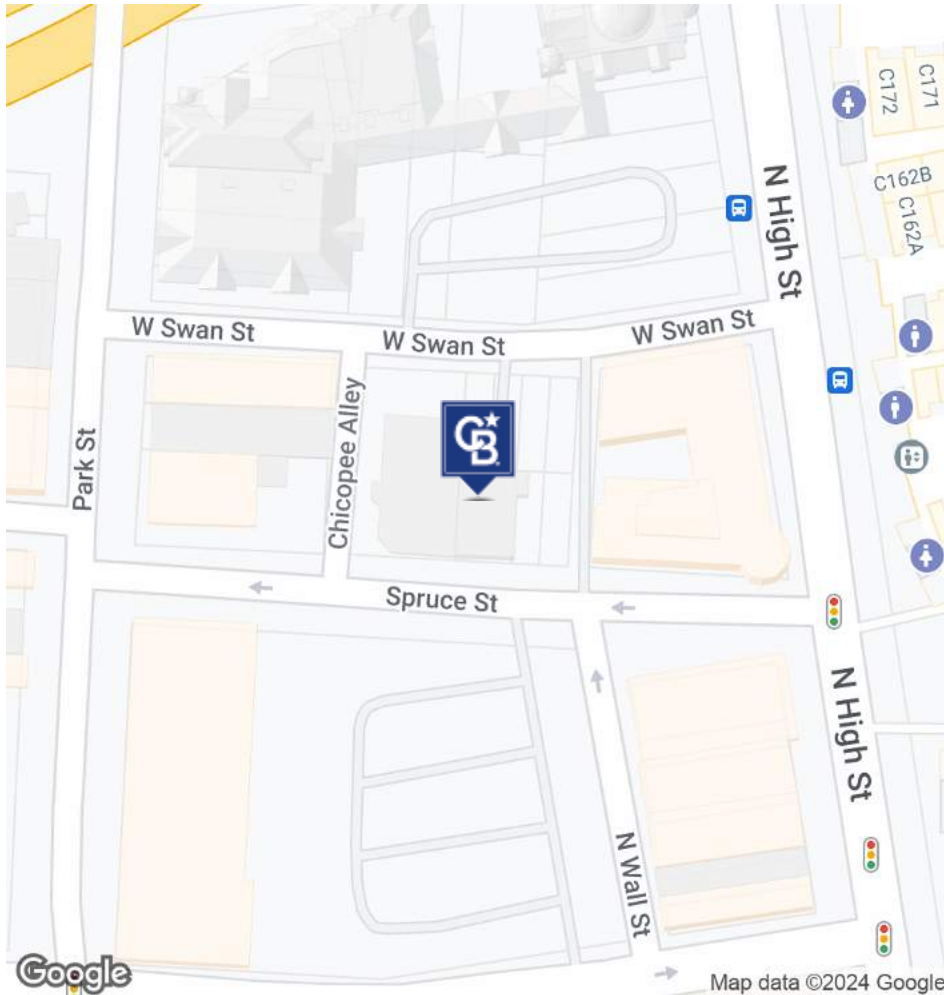 C172
C171
C162B
C162A
N High St
W Swan St
W Swan St
W Swan St
Chicopee Alley
Park St
CB
Spruce St
N High St
N Wall St
Google
Map data ©2024 Google